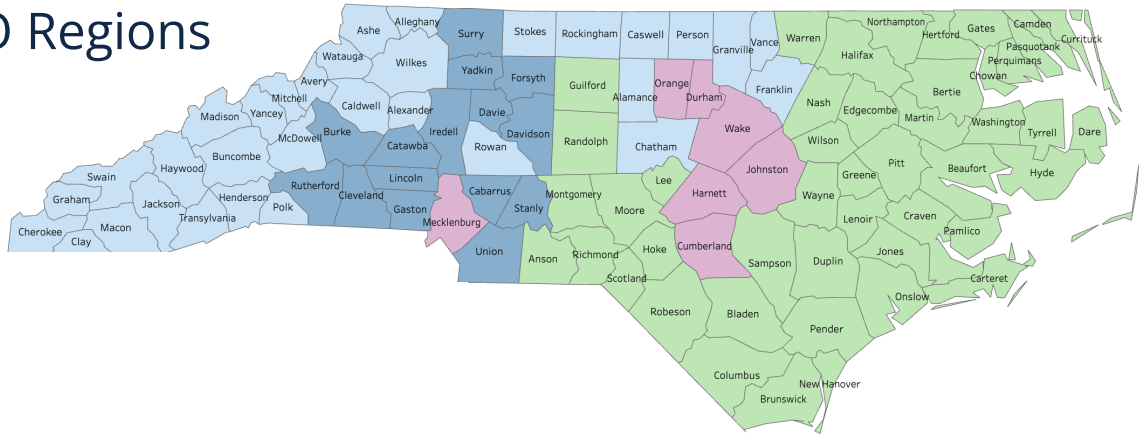 Regions
Alleghany
Ashe
Surry
Stokes
Rockingham
Caswell
Person
Granville
Vance
Warren
Northampton
Hertford
Gates
Camden
Currituck
Pasquotank
Perquimans
Chowan
Halifax
Watauga
Wilkes
Yadkin
Forsyth
Guilford
Alamance
Orange
Durham
Franklin
Nash
Edgecombe
Bertie
Martin
Washington
Tyrrell
Dare
Avery
Mitchell
Caldwell
Alexander
Madison
Yancey
McDowell
Burke
Iredell
Davie
Davidson
Randolph
Chatham
Wake
Wilson
Catawba
Rowan
Buncombe
Haywood
Swain
Graham
Jackson
Henderson
Transylvania
Polk
Rutherford
Cleveland
Lincoln
Gaston
Mecklenburg
Cabarrus
Stanly
Montgomery
Moore
Lee
Harnett
Johnston
Wayne
Greene
Pitt
Beaufort
Hyde
Cherokee
Clay
Macon
Union
Anson
Richmond
Scotland
Hoke
Cumberland
Sampson
Duplin
Lenoir
Craven
Pamlico
Jones
Carteret
Onslow
Robeson
Bladen
Pender
Columbus
New Hanover
Brunswick